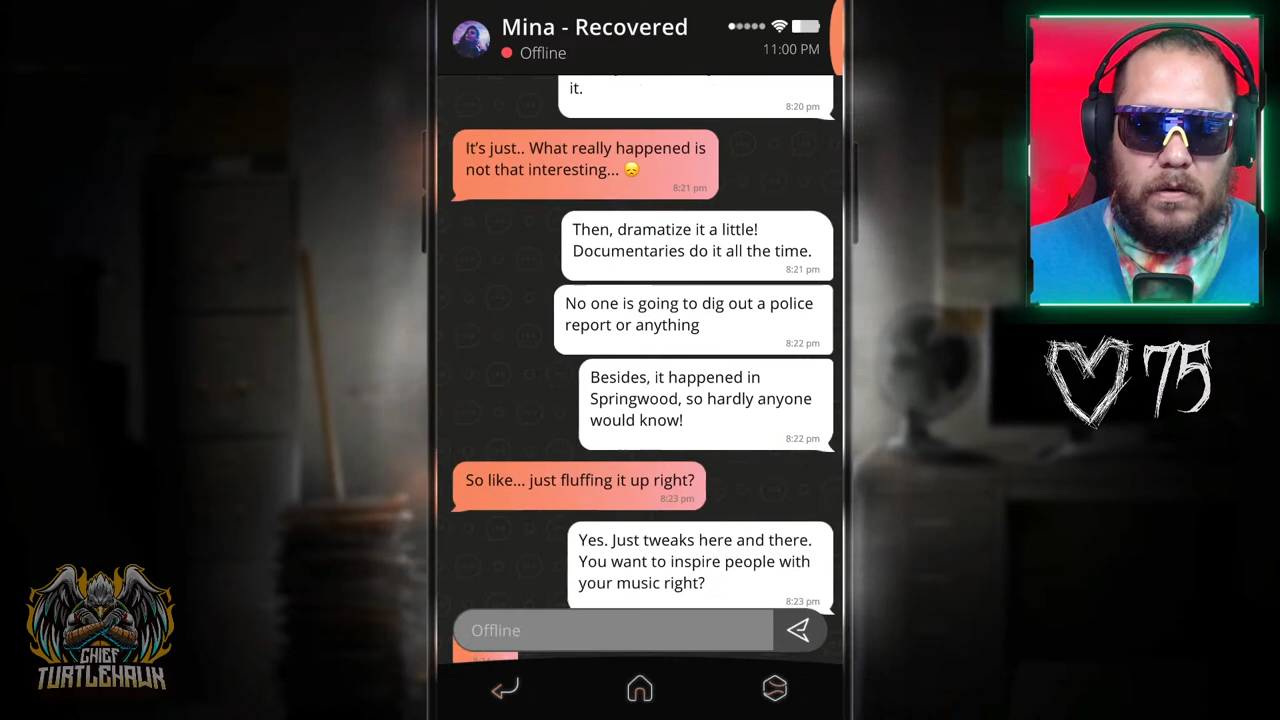 Mina - Recovered
Offline
11:00 PM
it.
8:20 pm
It's just.. What really happened is
not that interesting... 😞
8:21 pm
Then, dramatize it a little!
Documentaries do it all the time.
8:21 pm
No one is going to dig out a police
report or anything
8:22 pm
Besides, it happened in
Springwood, so hardly anyone
would know!
8:22 pm
So like... just fluffing it up right?
8:23 pm
Yes. Just tweaks here and there.
You want to inspire people with
your music right?
8:23 pm
Offline
75
CHIEF
TURTLEHAWK